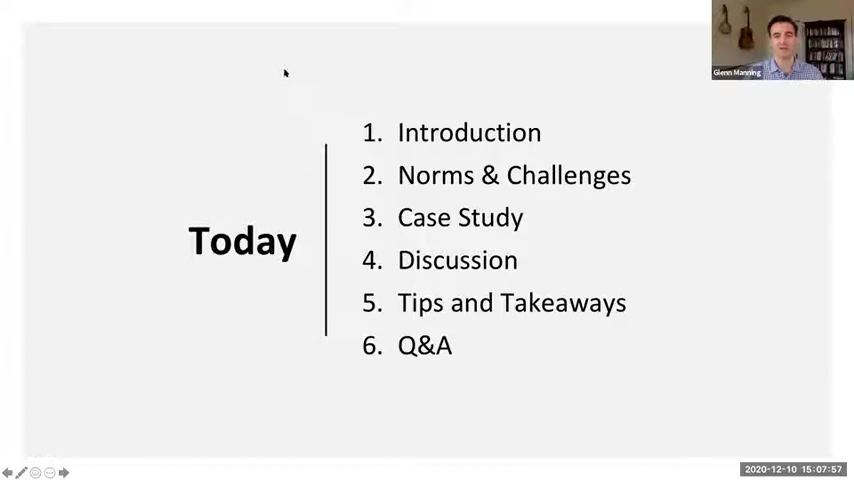 Glenn Manning
Today
1. Introduction
2. Norms & Challenges
3. Case Study
4. Discussion
5. Tips and Takeaways
6. Q&A
2020-12-10 15:07:57